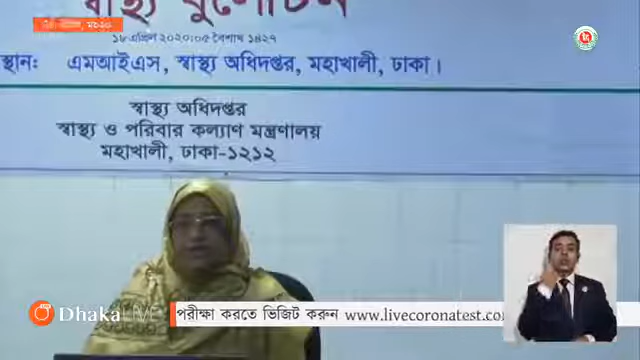 স্বাস্থ্য বুলেটিন
১৮ এপ্রিল ২০২০:০৫ বৈশাখ ১৪২৭
স্থান: এমআইএস, স্বাস্থ্য অধিদপ্তর, মহাখালী, ঢাকা।
স্বাস্থ্য অধিদপ্তর
স্বাস্থ্য ও পরিবার কল্যাণ মন্ত্রণালয়
মহাখালী, ঢাকা-১২১২
Dhaka LIVE
পরীক্ষা করতে ভিজিট করুন www.livecoronatest.co